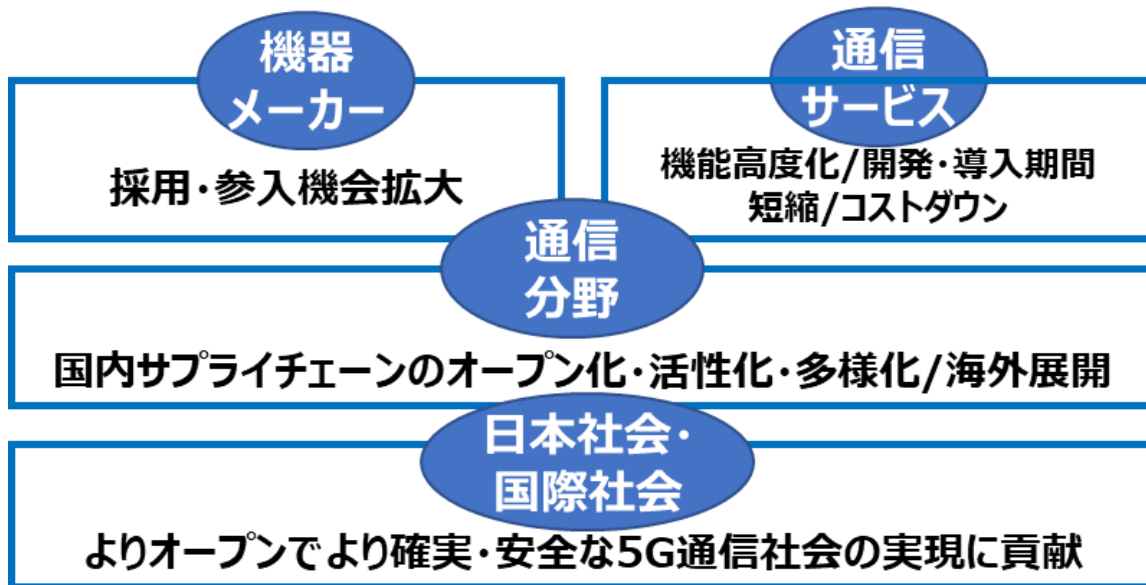 機器
メーカー
採用・参入機会拡大
通信
サービス
機能高度化/開発・導入期間
短縮/コストダウン
通信
分野
国内サプライチェーンのオープン化・活性化・多様化/海外展開
日本社会・
国際社会
よりオープンでより確実・安全な5G通信社会の実現に貢献